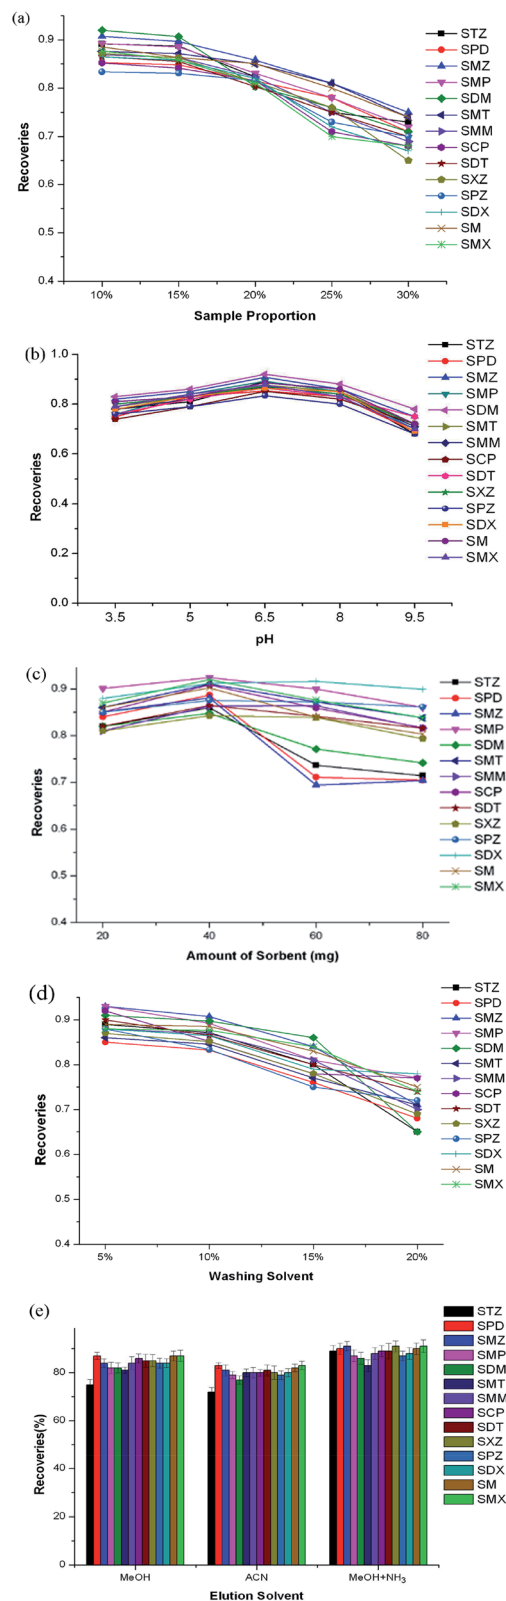 (a)
0.9
0.8
0.7
0.6
0.5
0.4
Recoveries
10% 15% 20% 25% 30%
Sample Proportion
STZ
SPD
SMZ
SMP
SDM
SMT
SMM
SCP
SDT
SXZ
SPZ
SDX
SM
SMX
(b)
1.0
0.8
0.6
0.4
0.2
0.0
Recoveries
3.5 5 6.5 8 9.5
pH
STZ
SPD
SMZ
SMP
SDM
SMT
SMM
SCP
SDT
SXZ
SPZ
SDX
SM
SMX
(c)
0.9
0.8
0.7
0.6
0.5
0.4
Recoveries
20 40 60 80
Amount of Sorbent (mg)
STZ
SPD
SMZ
SMP
SDM
SMT
SMM
SCP
SDT
SXZ
SPZ
SDX
SM
SMX
(d)
0.9
0.8
0.7
0.6
0.5
0.4
Recoveries
5% 10% 15% 20%
Washing Solvent
STZ
SPD
SMZ
SMP
SDM
SMT
SMM
SCP
SDT
SXZ
SPZ
SDX
SM
SMX
(e)
80
60
40
20
0
Recoveries(%)
MeOH ACN MeOH+NH₃
Elution Solvent
STZ
SPD
SMZ
SMP
SDM
SMT
SMM
SCP
SDT
SXZ
SPZ
SDX
SM
SMX